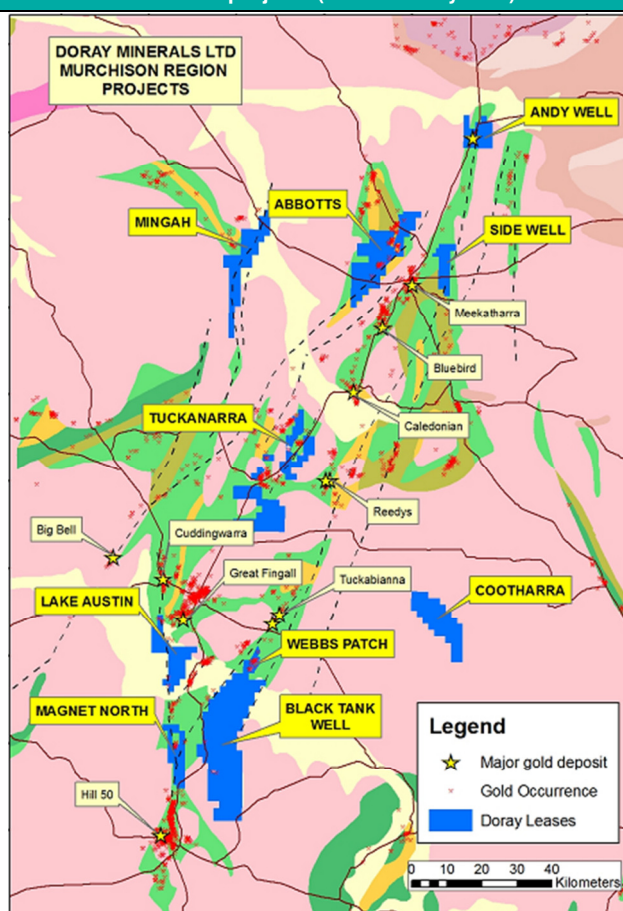 DORAY MINERALS LTD
MURCHISON REGION
PROJECTS
ANDY WELL
ABBOTTS
MINGAH
SIDE WELL
Meekatharra
Bluebird
Caledonian
TUCKANARRA
Reedys
Big Bell
Cuddingwarra
Great Fingall
Tuckabianna
COOTHARRA
LAKE AUSTIN
WEBBS PATCH
MAGNET NORTH
BLACK TANK
WELL
Hill 50
Legend
Major gold deposit
Gold Occurrence
Doray Leases
0 10 20 30 40
Kilometers